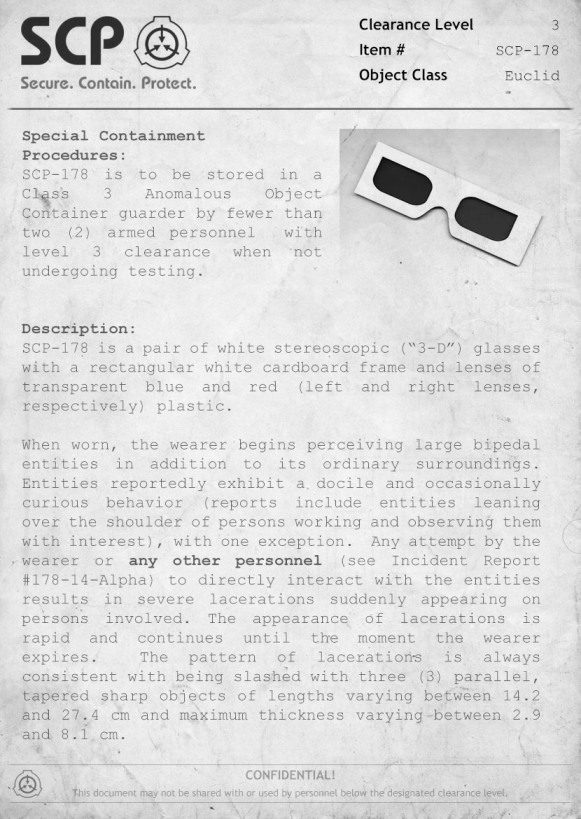 SCP
Secure. Contain. Protect.
Clearance Level 3
Item # SCP-178
Object Class Euclid
Special Containment
Procedures:
SCP-178 is to be stored in a
Class 3 Anomalous Object
Container guarder by fewer than
two (2) armed personnel with
level 3 clearance when not
undergoing testing.
Description:
SCP-178 is a pair of white stereoscopic (“3-D”) glasses
with a rectangular white cardboard frame and lenses of
transparent blue and red (left and right lenses,
respectively) plastic.
When worn, the wearer begins perceiving large bipedal
entities in addition to its ordinary surroundings.
Entities reportedly exhibit a docile and occasionally
curious behavior (reports include entities leaning
over the shoulder of persons working and observing them
with interest), with one exception. Any attempt by the
wearer or any other personnel (see Incident Report
#178-14-Alpha) to directly interact with the entities
results in severe lacerations suddenly appearing on
persons involved. The appearance of lacerations is
rapid and continues until the moment the wearer
expires. The pattern of lacerations is always
consistent with being slashed with three (3) parallel,
tapered sharp objects of lengths varying between 14.2
and 27.4 cm and maximum thickness varying between 2.9
and 8.1 cm.
CONFIDENTIAL!
This document may not be shared with or used by personnel below the designated clearance level.